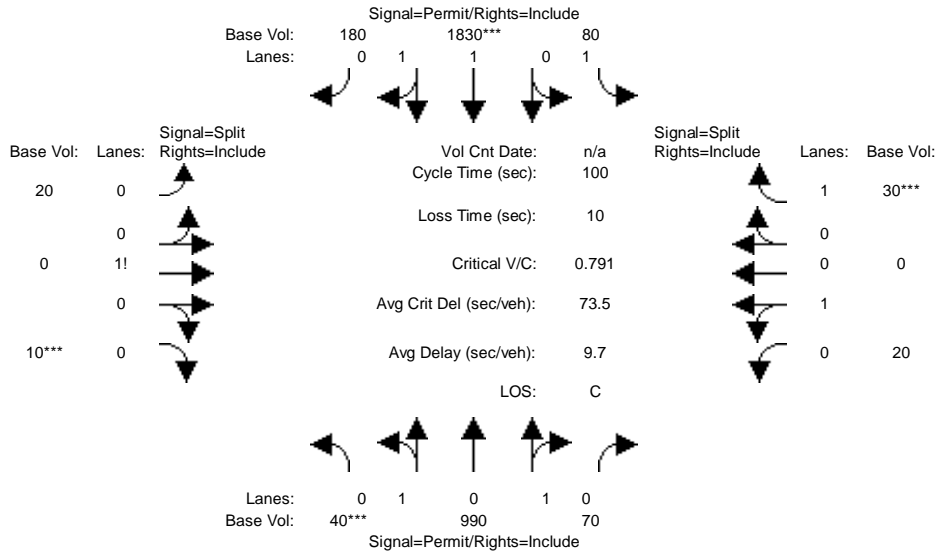 Signal=Permit/Rights=Include
Base Vol: 180 1830*** 80
Lanes: 0 1 1 0 1
Signal=Split
Base Vol: Lanes: Rights=Include
Vol Cnt Date: n/a
Signal=Split
Rights=Include Lanes: Base Vol:
Cycle Time (sec): 100
20 0
1 30***
Loss Time (sec): 10
0
0
0 1!
Critical V/C: 0.791
0 0
0
Avg Crit Del (sec/veh): 73.5
1
10*** 0
Avg Delay (sec/veh): 9.7
0 20
LOS: C
Lanes: 0 1 0 1 0
Base Vol: 40*** 990 70
Signal=Permit/Rights=Include